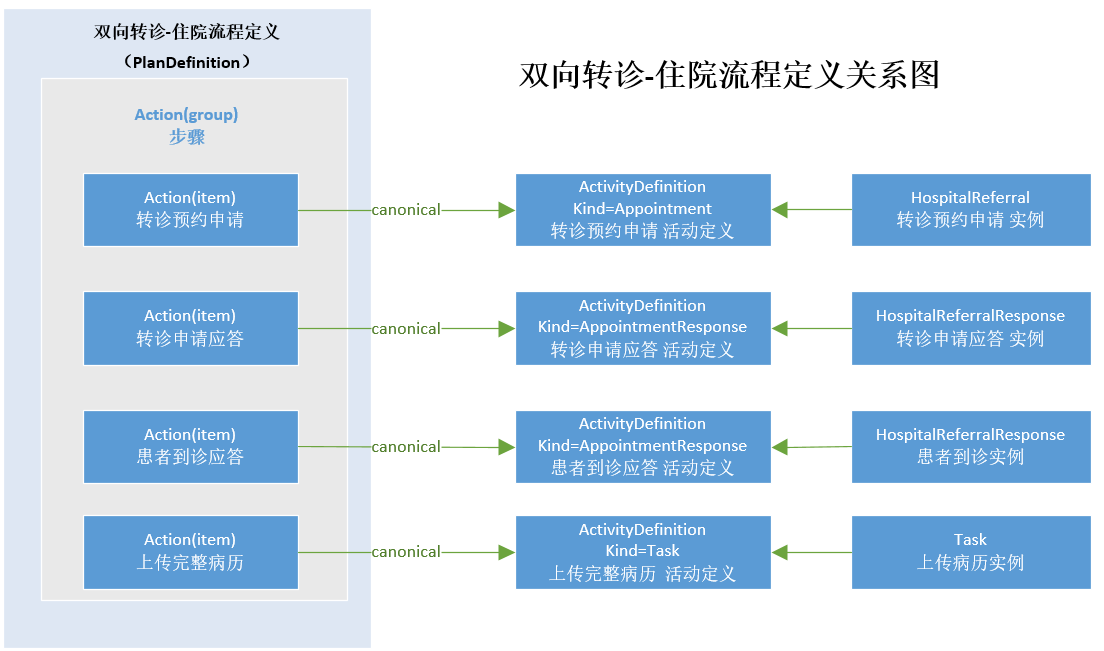 双向转诊-住院流程定义
（PlanDefinition）
双向转诊-住院流程定义关系图
Action(group)
步骤
Action(item)
转诊预约申请
canonical
ActivityDefinition
Kind=Appointment
转诊预约申请 活动定义
HospitalReferral
转诊预约申请 实例
Action(item)
转诊申请应答
canonical
ActivityDefinition
Kind=AppointmentResponse
转诊申请应答 活动定义
HospitalReferralResponse
转诊申请应答 实例
Action(item)
患者到诊应答
canonical
ActivityDefinition
Kind=AppointmentResponse
患者到诊应答 活动定义
HospitalReferralResponse
患者到诊实例
Action(item)
上传完整病历
canonical
ActivityDefinition
Kind=Task
上传完整病历 活动定义
Task
上传病历实例